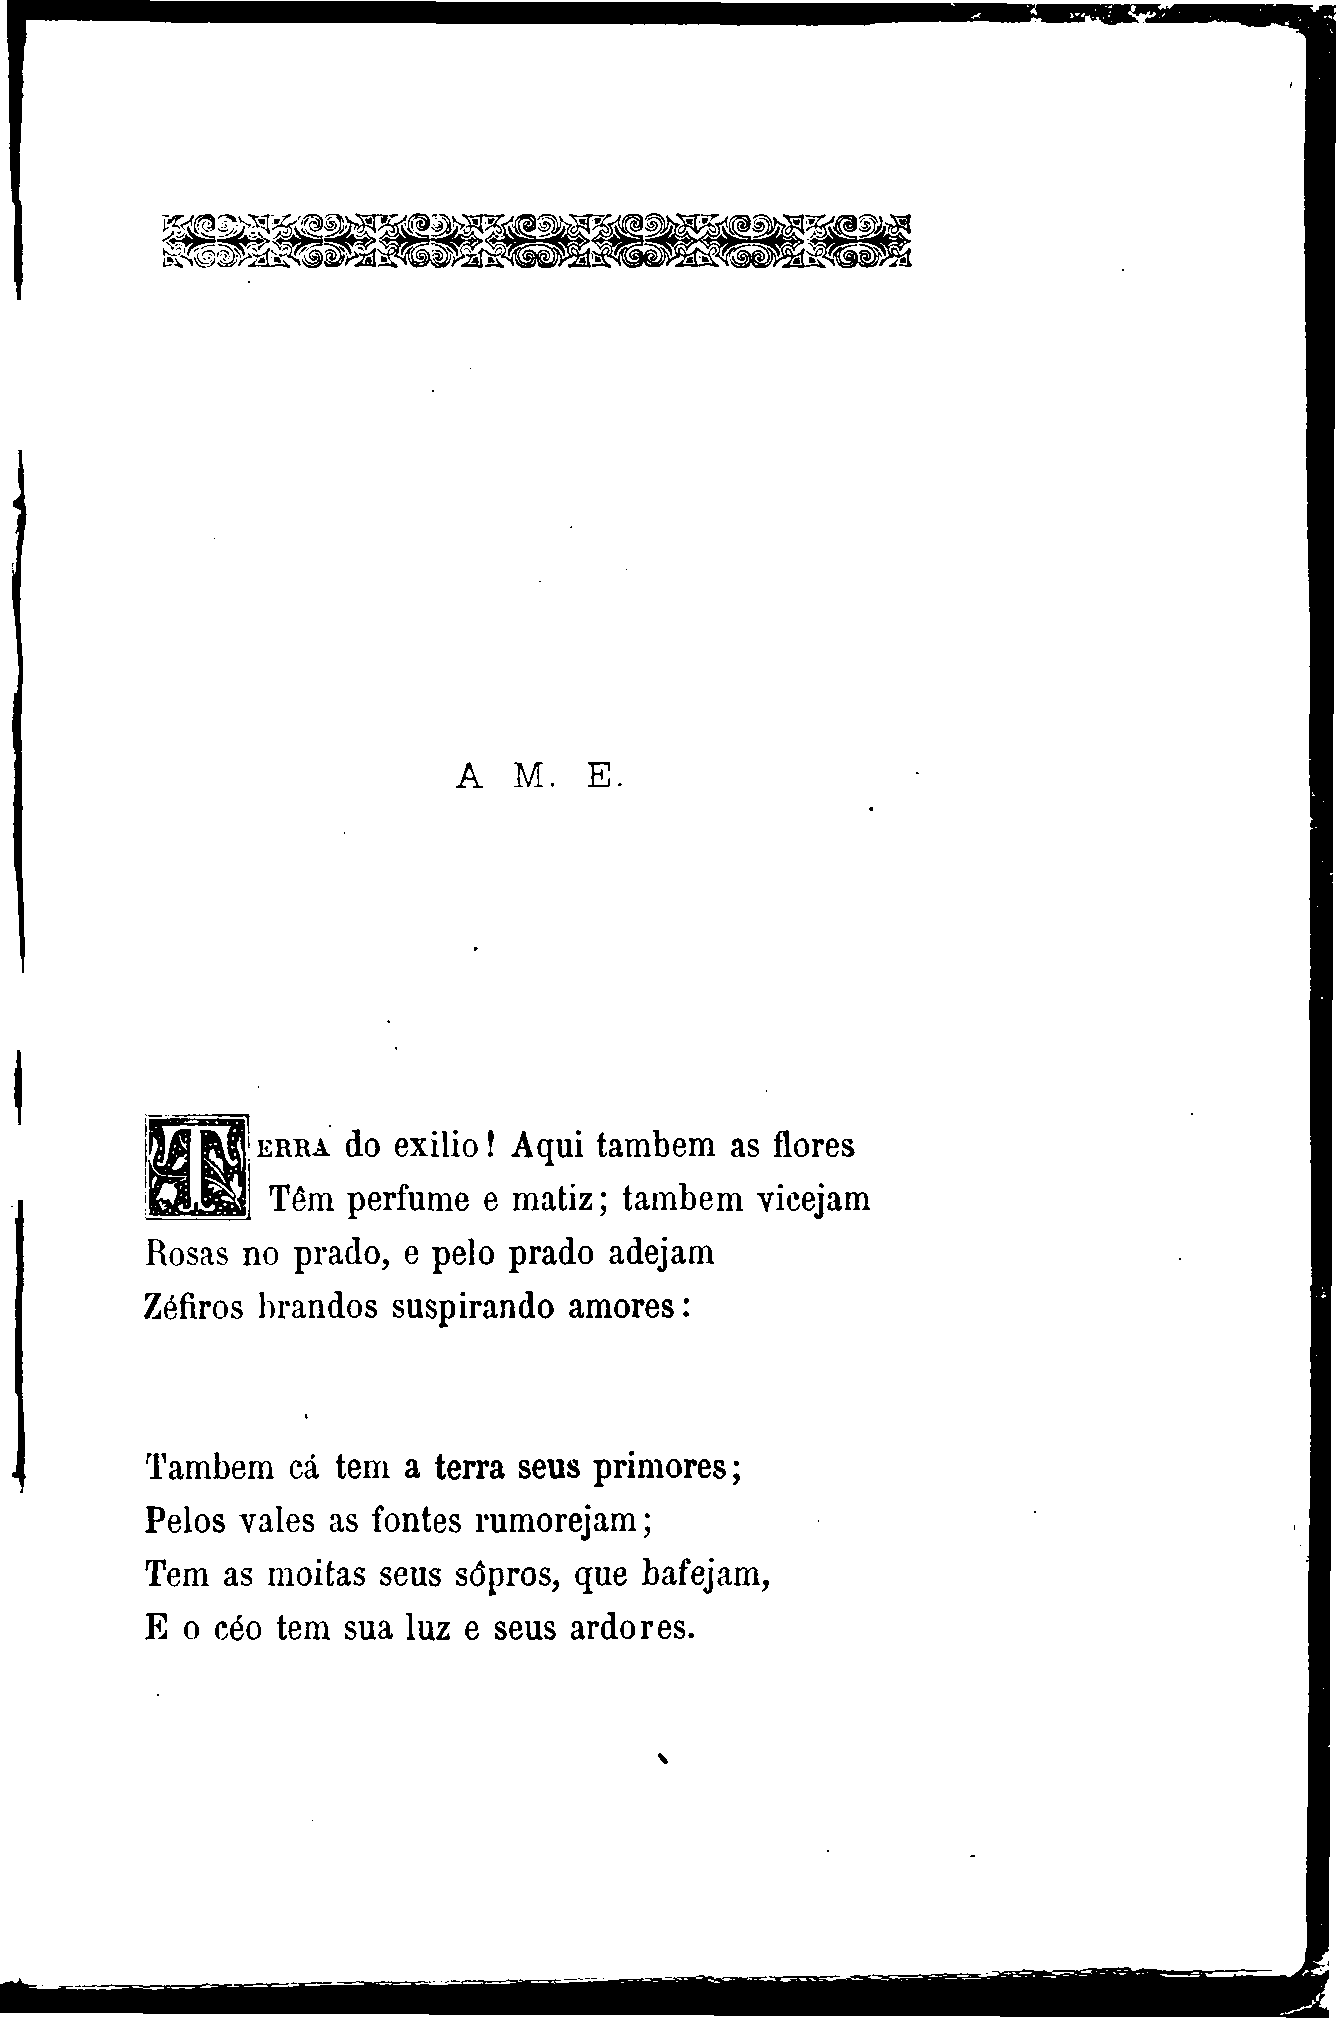 A M. E.
TERRA do exilio! Aqui tambem as flores
Têm perfume e matiz; tambem vicejam
Rosas no prado, e pelo prado adejam
Zéfiros brandos suspirando amores:
Tambem cá tem a terra seus primores;
Pelos vales as fontes rumorejam;
Tem as moitas seus sôpros, que bafejam,
E o céo tem sua luz e seus ardores.